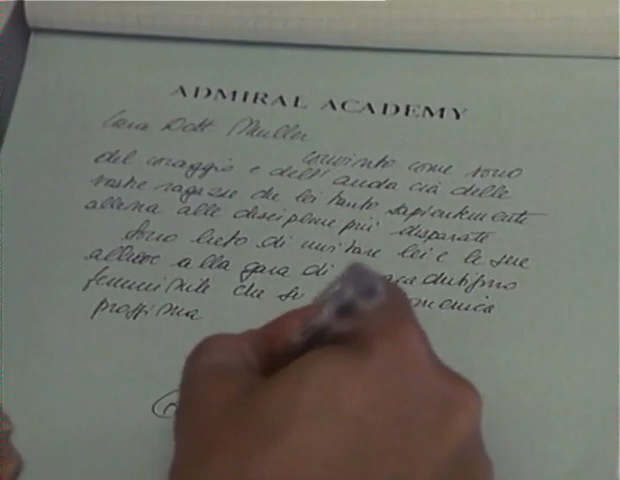 ADMIRAL ACADEMY
Cara Dott Muller
convinto come sono
del coraggio e dell'audacia delle
vostre ragazze che lei tanto sapientemente
allena alle discipline più disparate
Sono lieto di invitare lei e le sue
allieve alla gara di
femminile che si
prossima